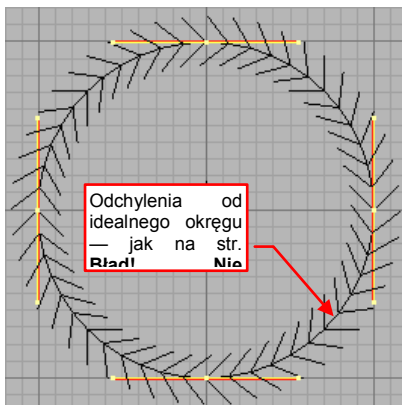 Odchylenia od
idealnego okręgu
— jak na str.
Błąd! Nie